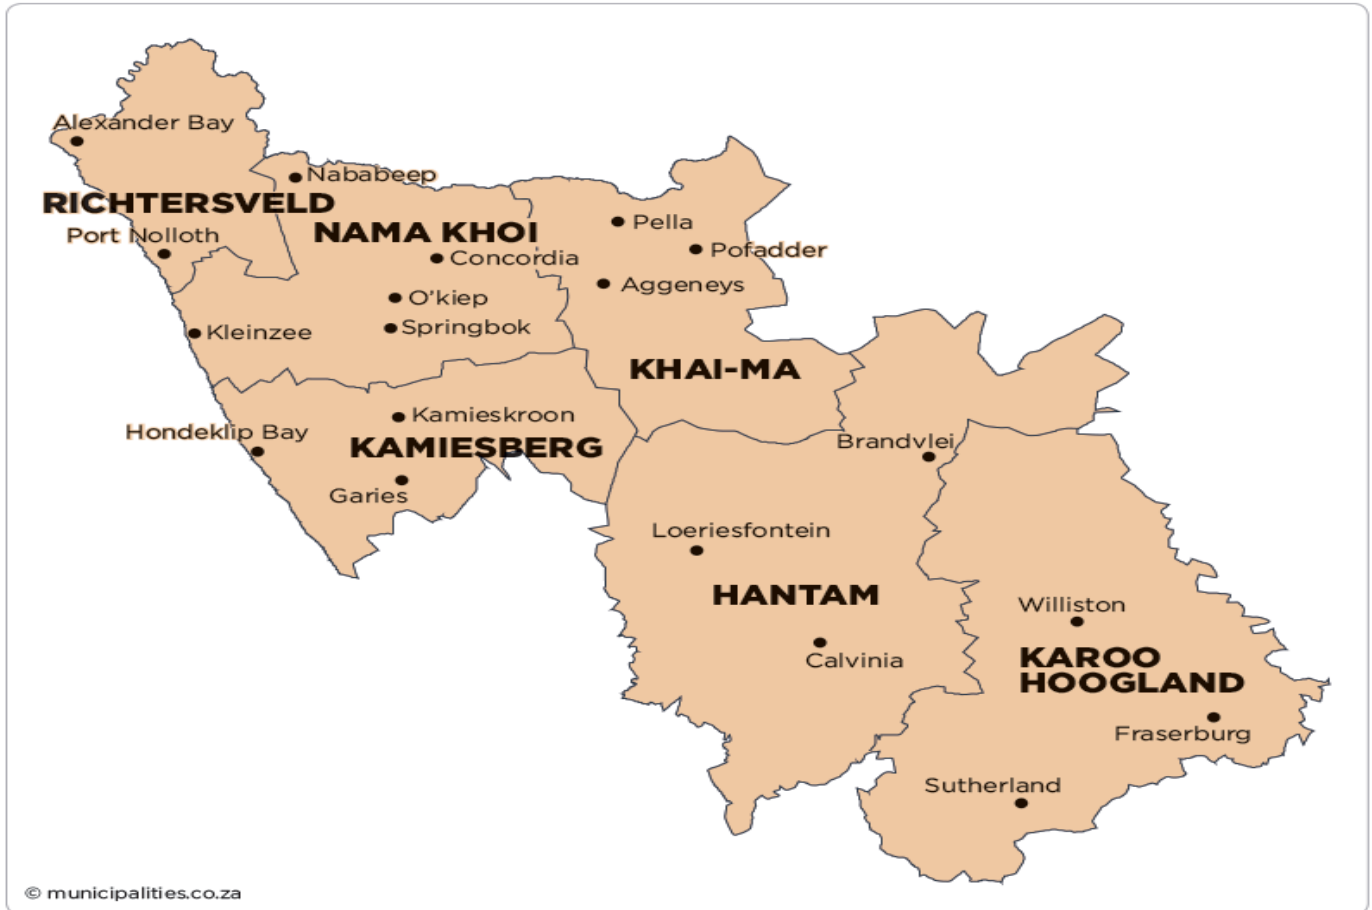 Alexander Bay
Nababeep
RICHTERSVELD
Pella
NAMA KHOI
Port Nolloth
Pofadder
Concordia
Aggeneys
O'kiep
Springbok
Kleinzee
KHAI-MA
Kamieskroon
Hondeklip Bay
Brandvlei
KAMIESBERG
Garies
Loeriesfontein
HANTAM
Williston
Calvinia
KAROO
HOOGLAND
Fraserburg
Sutherland
© municipalities.co.za